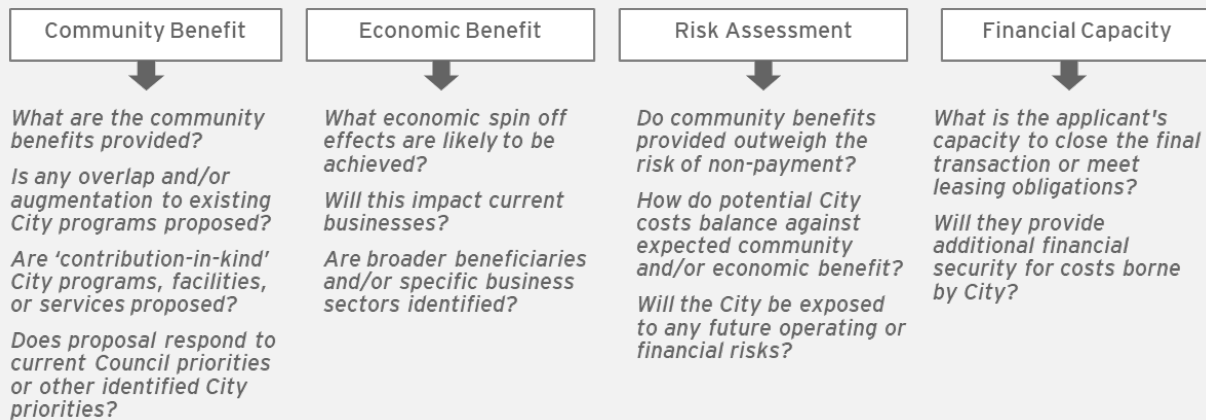 Community Benefit
What are the community
benefits provided?
Is any overlap and/or
augmentation to existing
City programs proposed?
Are ‘contribution-in-kind’
City programs, facilities,
or services proposed?
Does proposal respond to
current Council priorities
or other identified City
priorities?
Economic Benefit
What economic spin off
effects are likely to be
achieved?
Will this impact current
businesses?
Are broader beneficiaries
and/or specific business
sectors identified?
Risk Assessment
Do community benefits
provided outweigh the
risk of non-payment?
How do potential City
costs balance against
expected community
and/or economic benefit?
Will the City be exposed
to any future operating or
financial risks?
Financial Capacity
What is the applicant's
capacity to close the final
transaction or meet
leasing obligations?
Will they provide
additional financial
security for costs borne
by City?